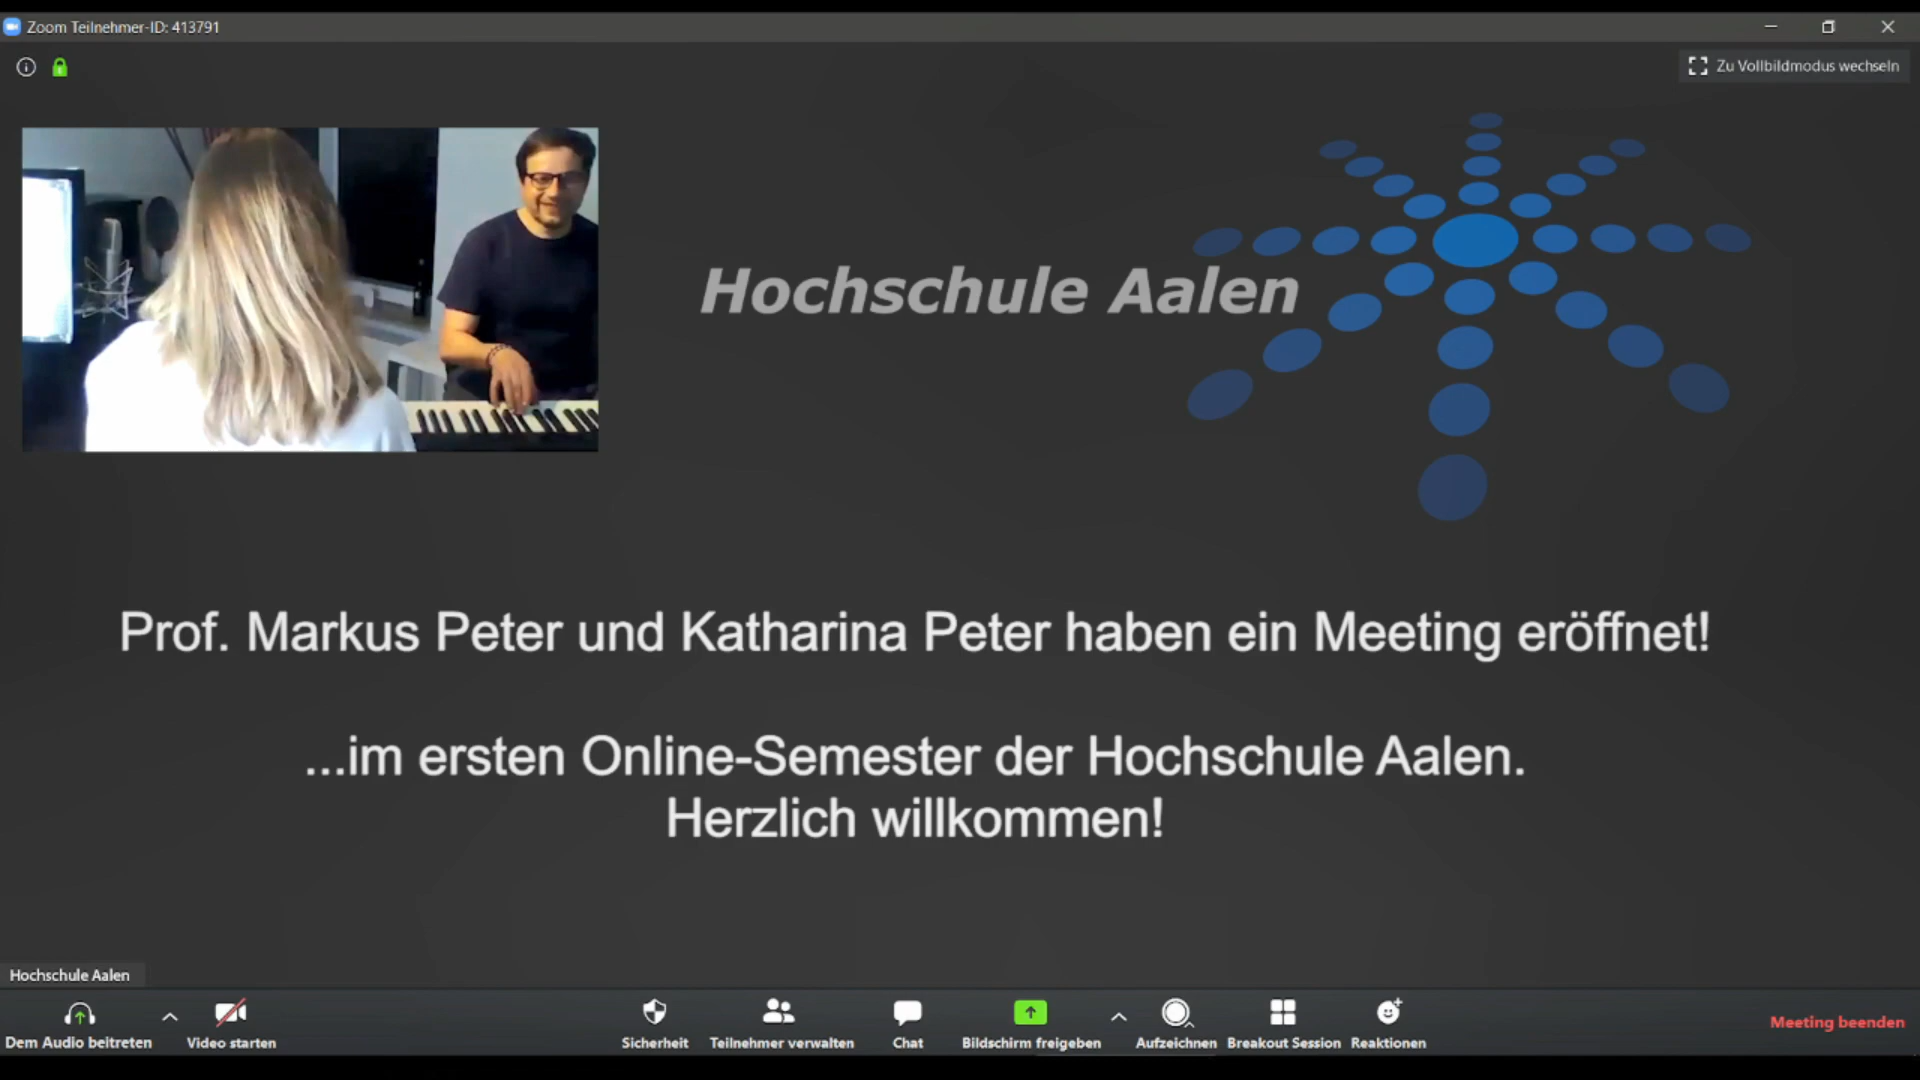 Zoom Teilnehmer-ID: 413791
Zu Vollbildmodus wechseln
Hochschule Aalen
Prof. Markus Peter und Katharina Peter haben ein Meeting eröffnet!
...im ersten Online-Semester der Hochschule Aalen.
Herzlich willkommen!
Hochschule Aalen
Dem Audio beitreten
Video starten
Sicherheit
Teilnehmer verwalten
Chat
Bildschirm freigeben
Aufzeichnen
Breakout Session
Reaktionen
Meeting beenden